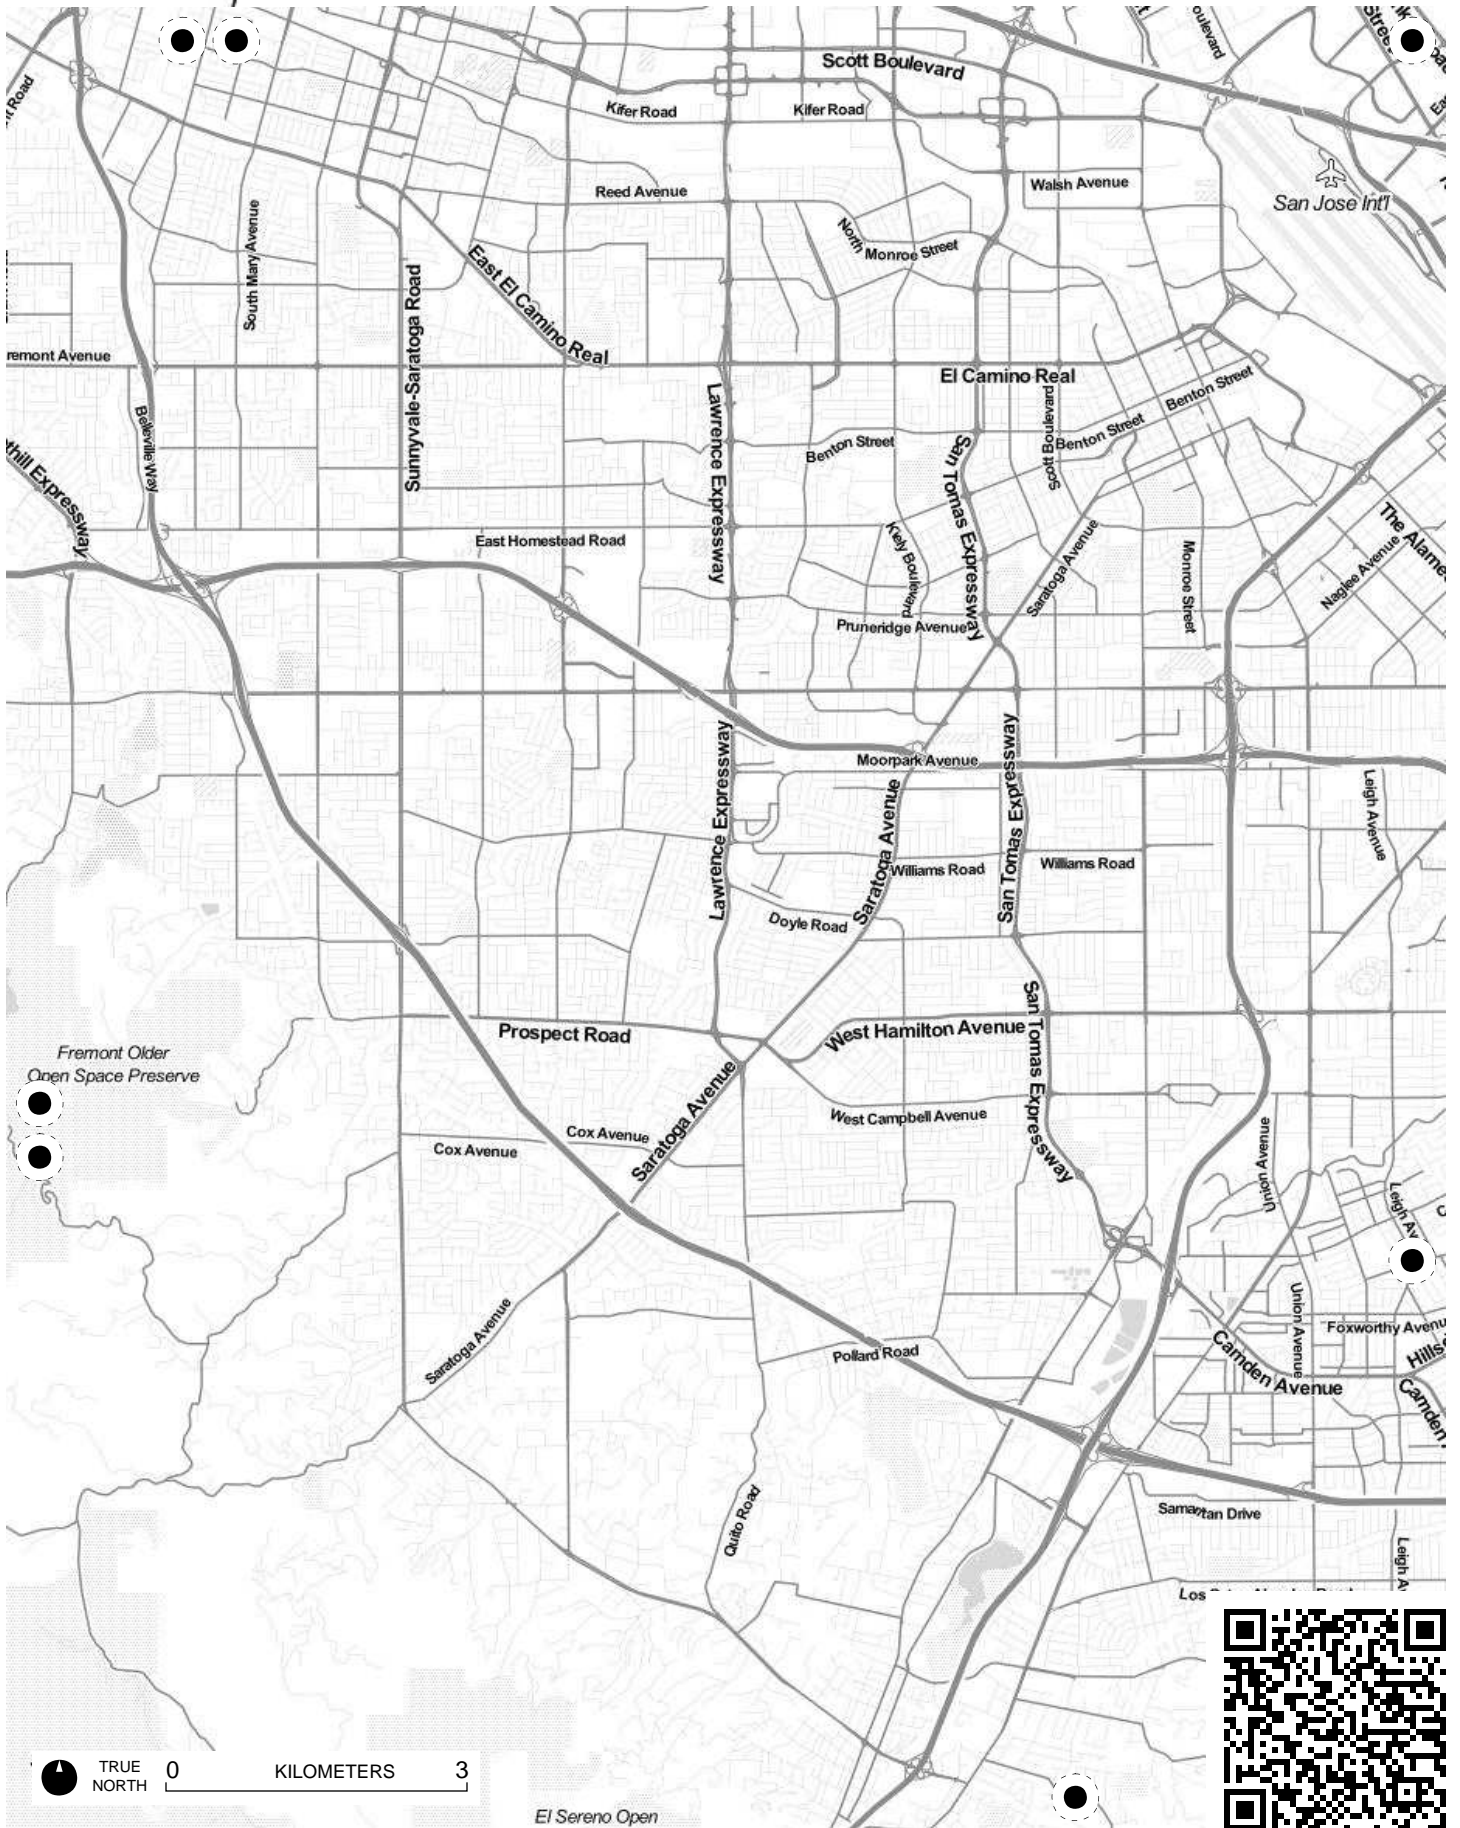 Scott Boulevard
Kifer Road
Kifer Road
Reed Avenue
Walsh Avenue
San Jose Int'l
South Mary Avenue
North
Monroe Street
East El Camino Real
Sunnyvale-Saratoga Road
remont Avenue
El Camino Real
Benton Street
Belleville Way
Lawrence Expressway
Benton Street
Scott Boulevard
Benton Street
San Tomas Expressway
thill Expressway
East Homestead Road
Kiely Boulevard
Saratoga Avenue
Monroe Street
Naglee Avenue
The Alame
Pruneridge Avenue
Lawrence Expressway
Moorpark Avenue
San Tomas Expressway
Saratoga Avenue
Leigh Avenue
Williams Road
Williams Road
Doyle Road
Prospect Road
West Hamilton Avenue
San Tomas Expressway
Fremont Older
Open Space Preserve
Saratoga Avenue
West Campbell Avenue
Cox Avenue
Cox Avenue
Union Avenue
Leigh Av
Saratoga Avenue
Union Avenue
Foxworthy Avenu
Pollard Road
Camden Avenue
Hills
Camden
Quito Road
Leigh A
Los
TRUE
NORTH
0 KILOMETERS 3
El Sereno Open